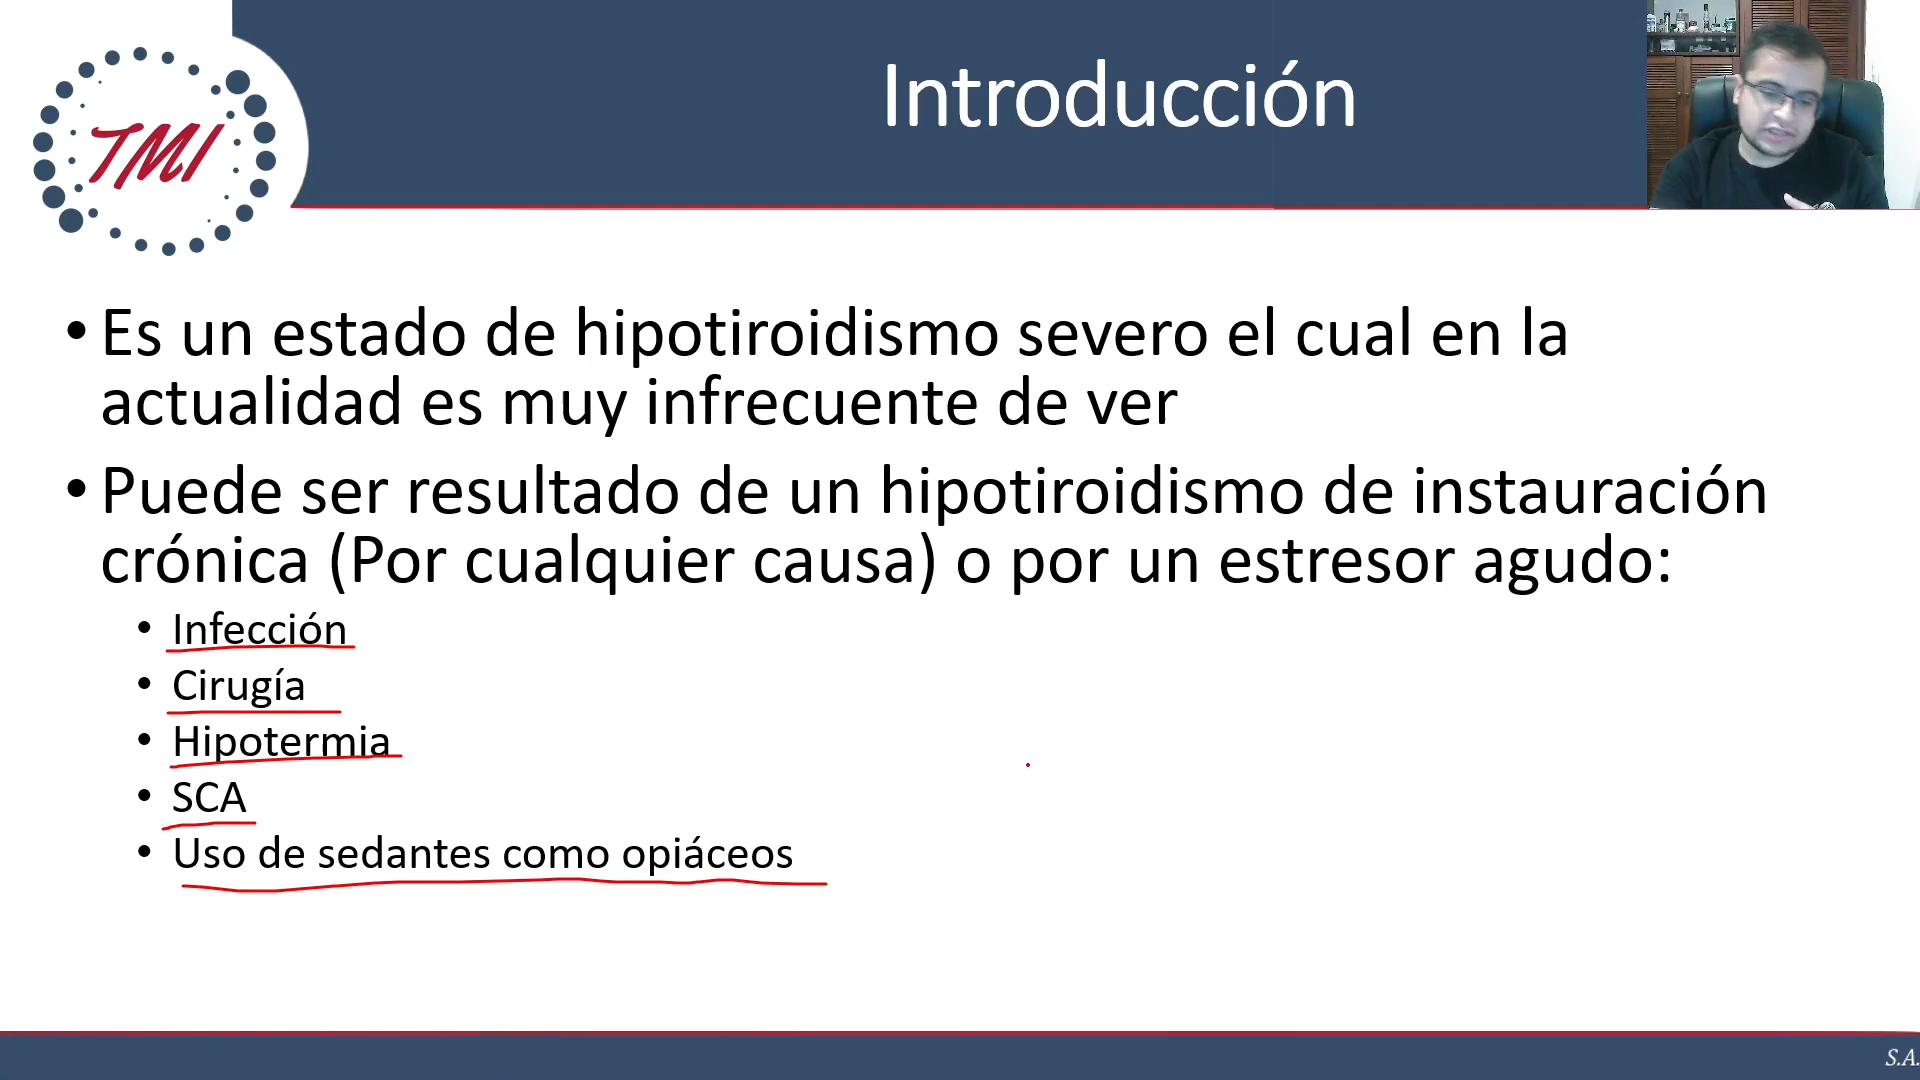 TMI
Introducción
• Es un estado de hipotiroidismo severo el cual en la
actualidad es muy infrecuente de ver
• Puede ser resultado de un hipotiroidismo de instauración
crónica (Por cualquier causa) o por un estresor agudo:
• Infección
• Cirugía
• Hipotermia
• SCA
• Uso de sedantes como opiáceos
S.A.